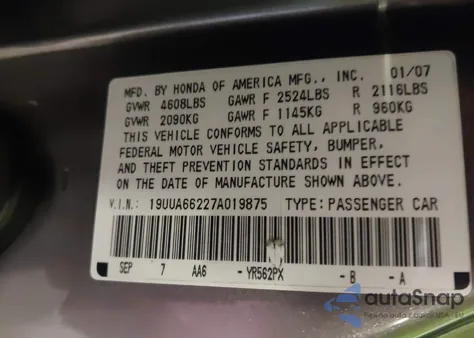 MFD. BY HONDA OF AMERICA MFG., INC. 01/07
GVWR 4608LBS GAWR F 2524LBS R 2116LBS
GVWR 2090KG GAWR F 1145KG R 960KG
THIS VEHICLE CONFORMS TO ALL APPLICABLE
FEDERAL MOTOR VEHICLE SAFETY, BUMPER,
AND THEFT PREVENTION STANDARDS IN EFFECT
ON THE DATE OF MANUFACTURE SHOWN ABOVE.
V.I.N.: 19UUA66227A019875 TYPE: PASSENGER CAR
SEP 7 AA6 -YR562PX -B -A
autoSnap